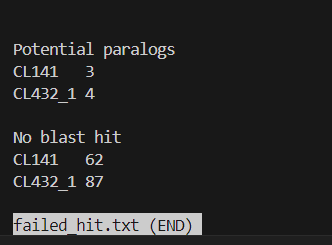 Potential paralogs
CL141   3
CL432_1 4
No blast hit
CL141   62
CL432_1 87
failed_hit.txt (END)